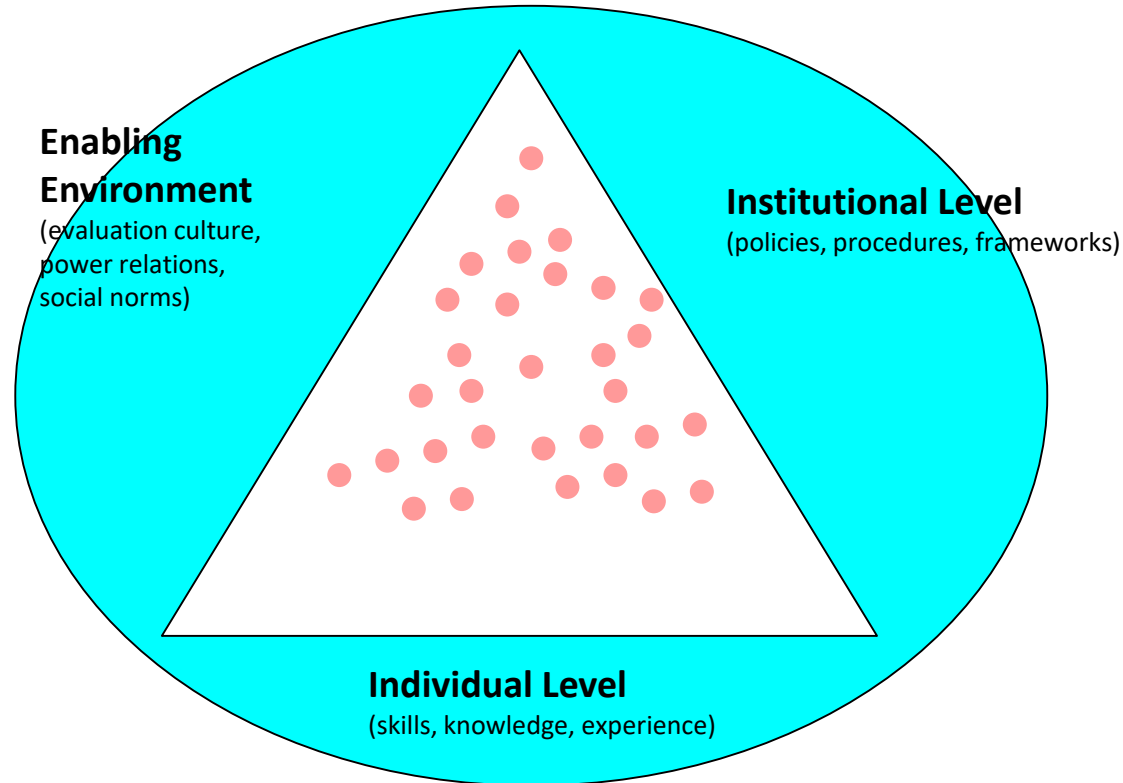 Enabling
Environment
(evaluation culture,
power relations,
social norms)
Institutional Level
(policies, procedures, frameworks)
Individual Level
(skills, knowledge, experience)